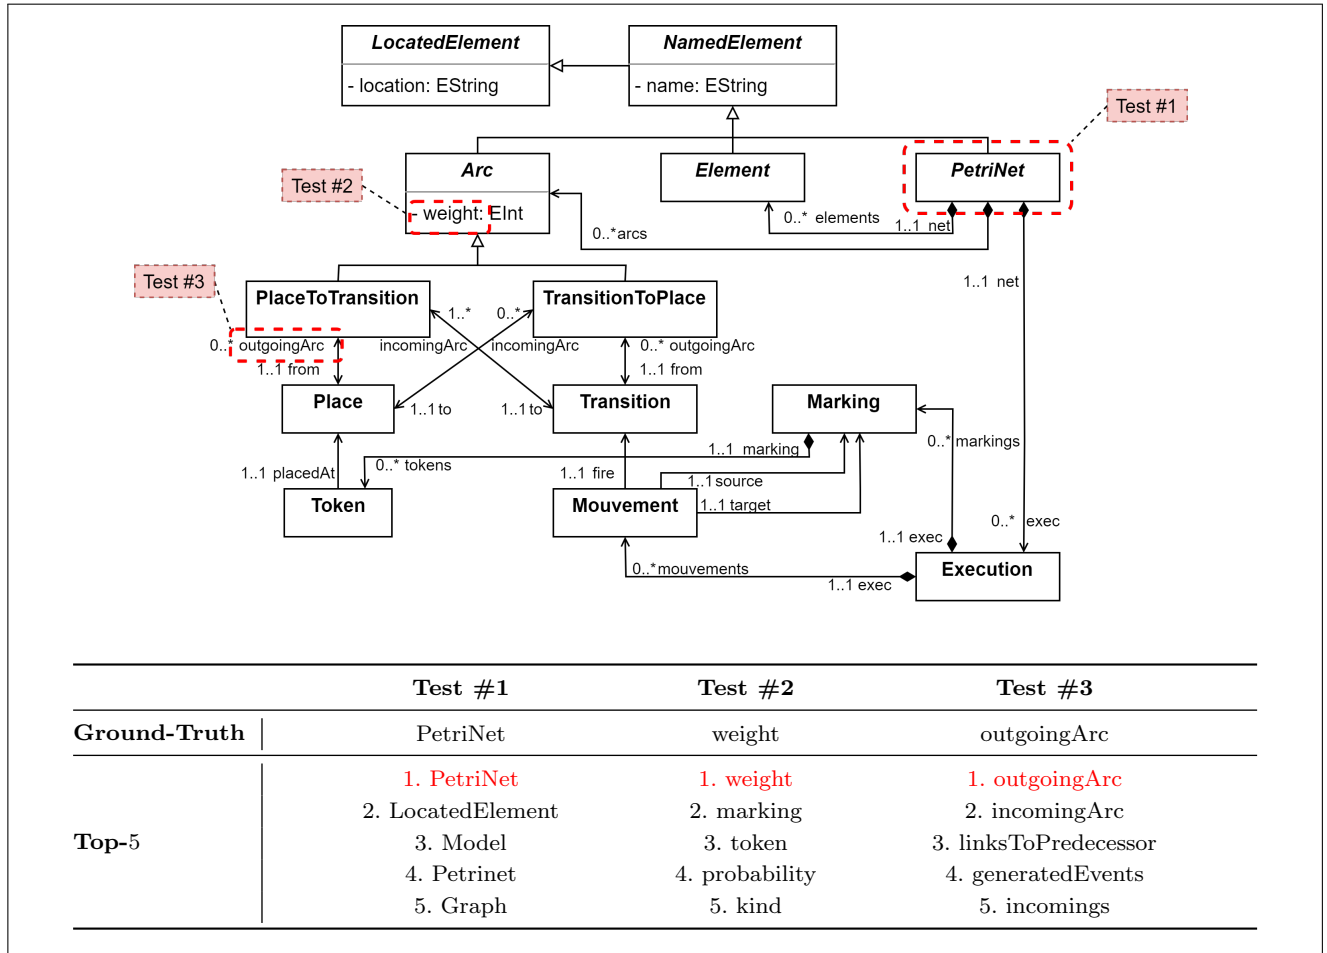 LocatedElement
- location: EString
NamedElement
- name: EString
Test #1
Arc
- weight: EInt
Element
PetriNet
Test #2
0..* elements
1..1 net
0..* arcs
Test #3
PlaceToTransition
TransitionToPlace
1..1 net
1..*
0..*
0..* outgoingArc
incomingArc
incomingArc
0..* outgoingArc
1..1 from
1..1 from
Place
1..1 to
1..1 to
Transition
Marking
1..1 placedAt
0..* tokens
1..1 fire
1..1 marking
0..* markings
1..1 source
Token
Mouvement
1..1 target
0..* exec
1..1 exec
0..* mouvements
1..1 exec
Execution
Test #1 Test #2 Test #3
Ground-Truth PetriNet weight outgoingArc
1. PetriNet 1. weight 1. outgoingArc
2. LocatedElement 2. marking 2. incomingArc
Top-5 3. Model 3. token 3. linksToPredecessor
4. Petrinet 4. probability 4. generatedEvents
5. Graph 5. kind 5. incomings